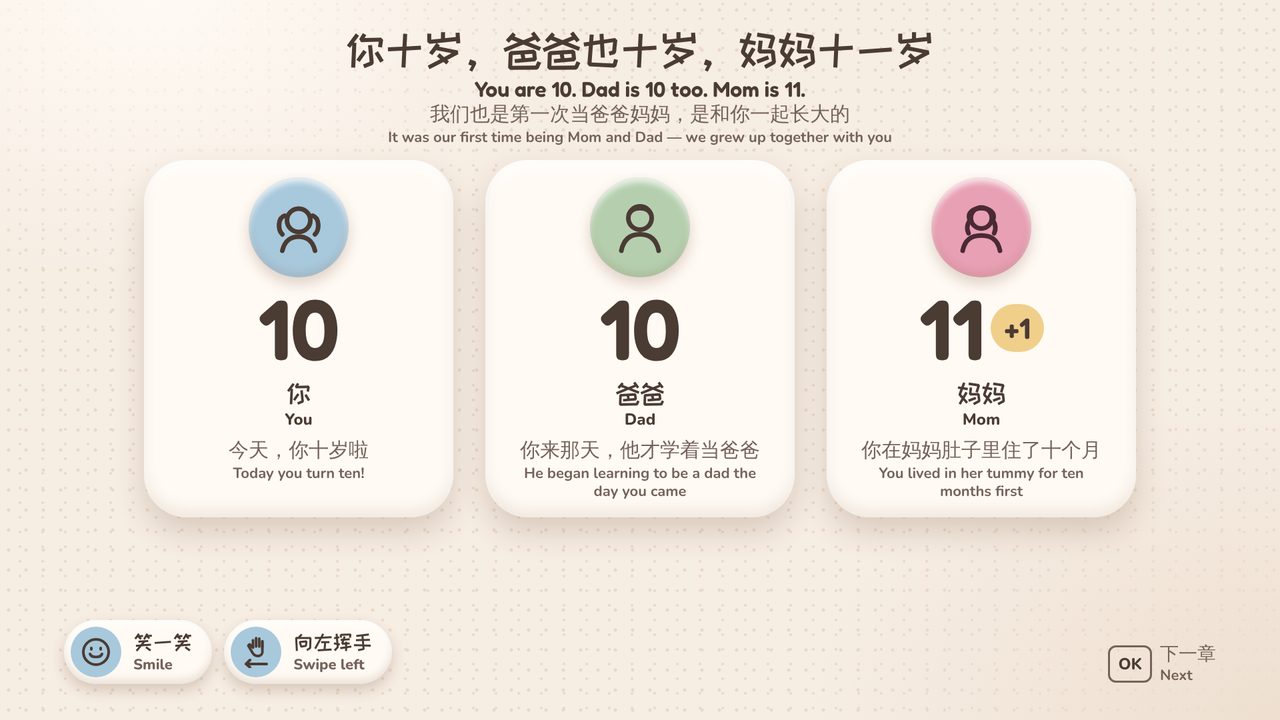 你十岁，爸爸也十岁，妈妈十一岁
You are 10. Dad is 10 too. Mom is 11.
我们也是第一次当爸爸妈妈，是和你一起长大的
It was our first time being Mom and Dad — we grew up together with you
10
你
You
今天，你十岁啦
Today you turn ten!
10
爸爸
Dad
你来那天，他才学着当爸爸
He began learning to be a dad the
day you came
11 +1
妈妈
Mom
你在妈妈肚子里住了十个月
You lived in her tummy for ten
months first
笑一笑
Smile
向左挥手
Swipe left
OK
下一章
Next